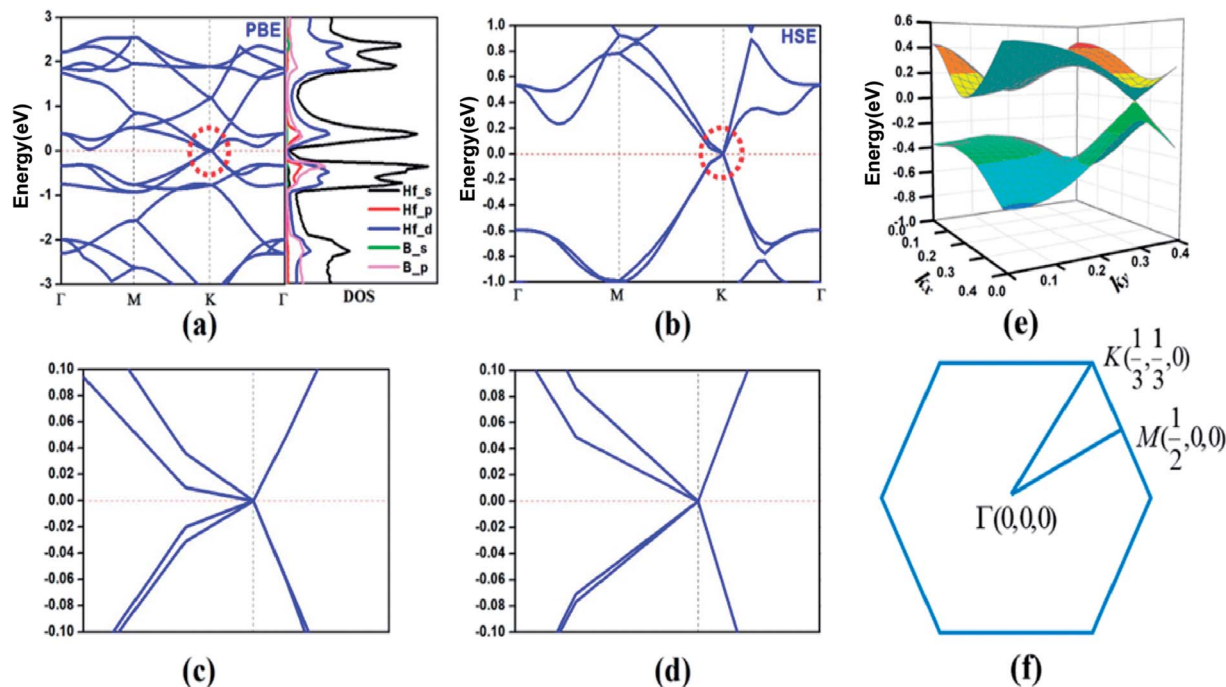 PBE
Energy(eV)
3
2
1
0
-1
-2
-3
Γ M K Γ
Hf_s
Hf_p
Hf_d
B_s
B_p
DOS
(a)
HSE
Energy(eV)
1.0
0.8
0.6
0.4
0.2
0.0
-0.2
-0.4
-0.6
-0.8
-1.0
Γ M K Γ
(b)
Energy(eV)
0.6
0.4
0.2
0.0
-0.2
-0.4
-0.6
-0.8
-1.0
0.0
0.1
0.2
0.3
0.4
kx
0.0
0.1
0.2
0.3
0.4
ky
(e)
0.10
0.08
0.06
0.04
0.02
0.00
-0.02
-0.04
-0.06
-0.08
-0.10
(c)
0.10
0.08
0.06
0.04
0.02
0.00
-0.02
-0.04
-0.06
-0.08
-0.10
(d)
K(1/3,1/3,0)
M(1/2,0,0)
Γ(0,0,0)
(f)